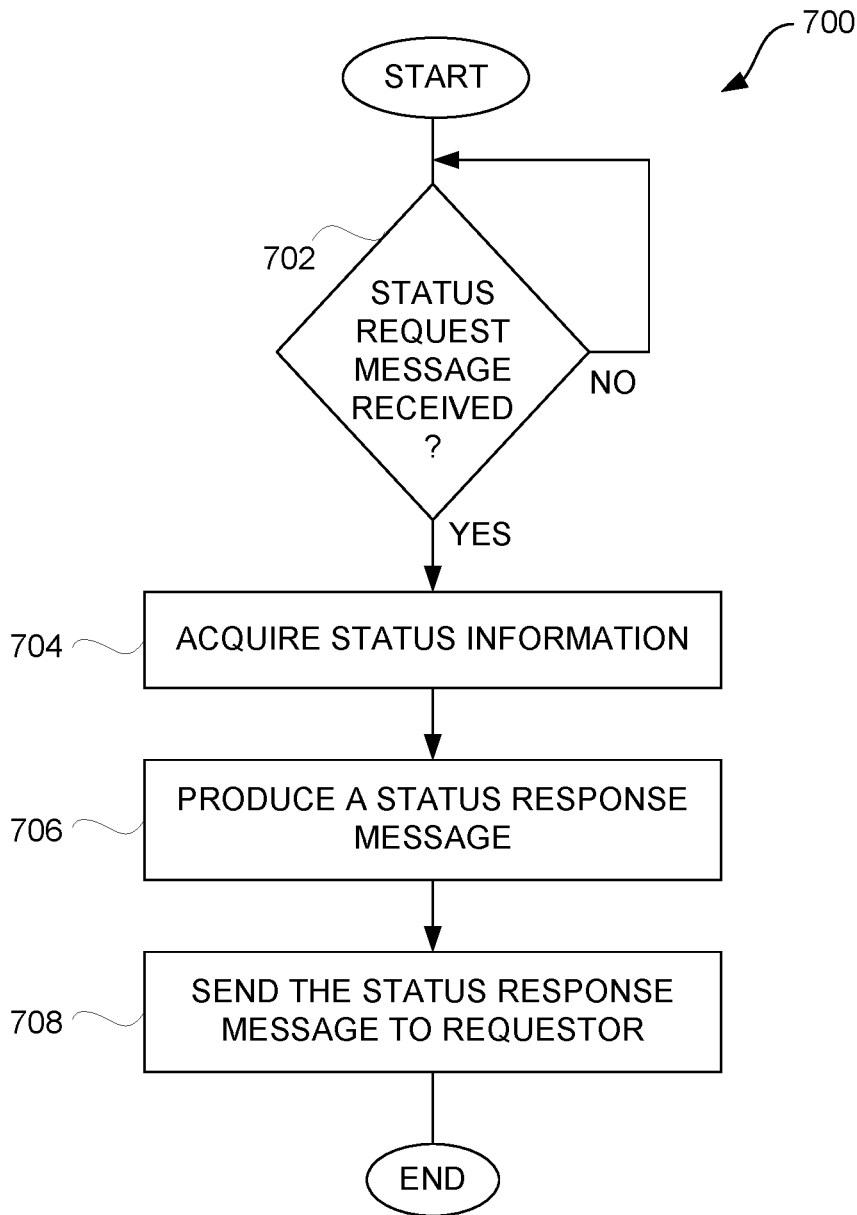 700
START
702
STATUS
REQUEST
MESSAGE
RECEIVED
?
NO
YES
704
ACQUIRE STATUS INFORMATION
706
PRODUCE A STATUS RESPONSE
MESSAGE
708
SEND THE STATUS RESPONSE
MESSAGE TO REQUESTOR
END